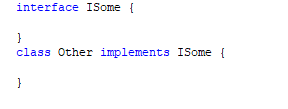 interface ISome {
}
class Other implements ISome {
}